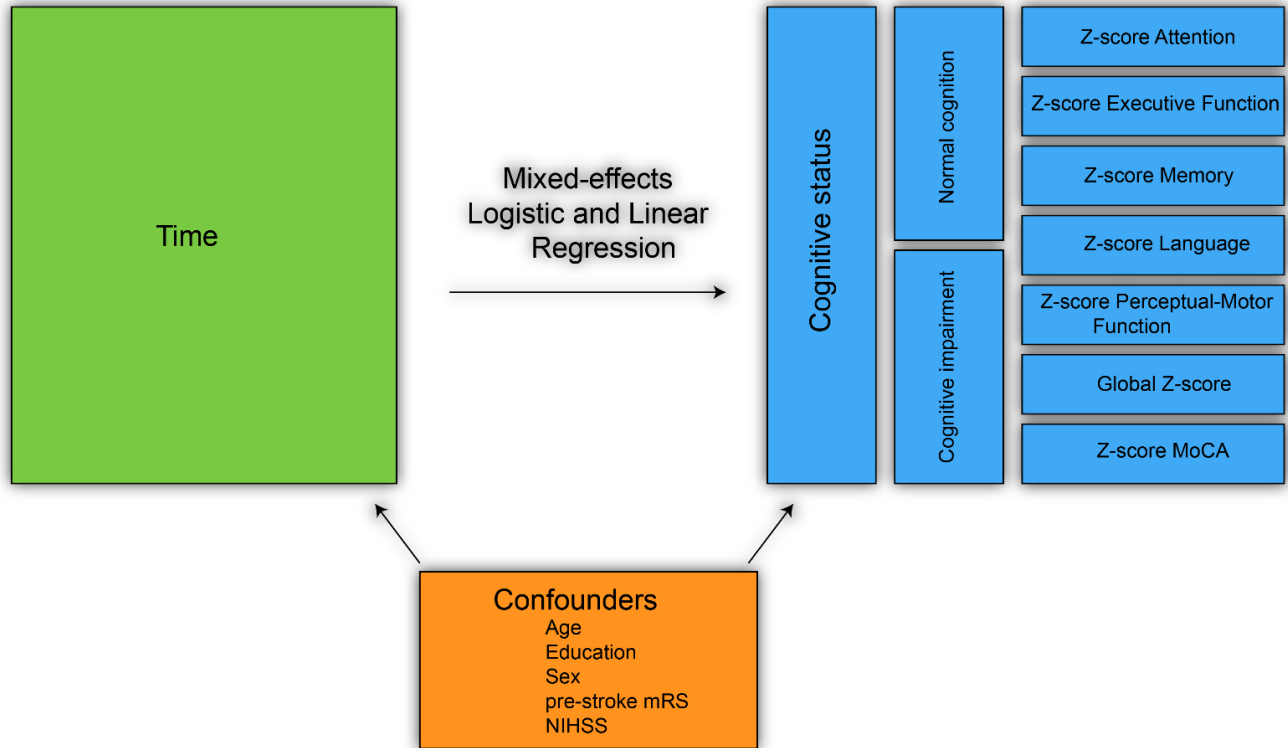 Time
Mixed-effects
Logistic and Linear
Regression
Cognitive status
Normal cognition
Cognitive impairment
Z-score Attention
Z-score Executive Function
Z-score Memory
Z-score Language
Z-score Perceptual-Motor
Function
Global Z-score
Z-score MoCA
Confounders
Age
Education
Sex
pre-stroke mRS
NIHSS